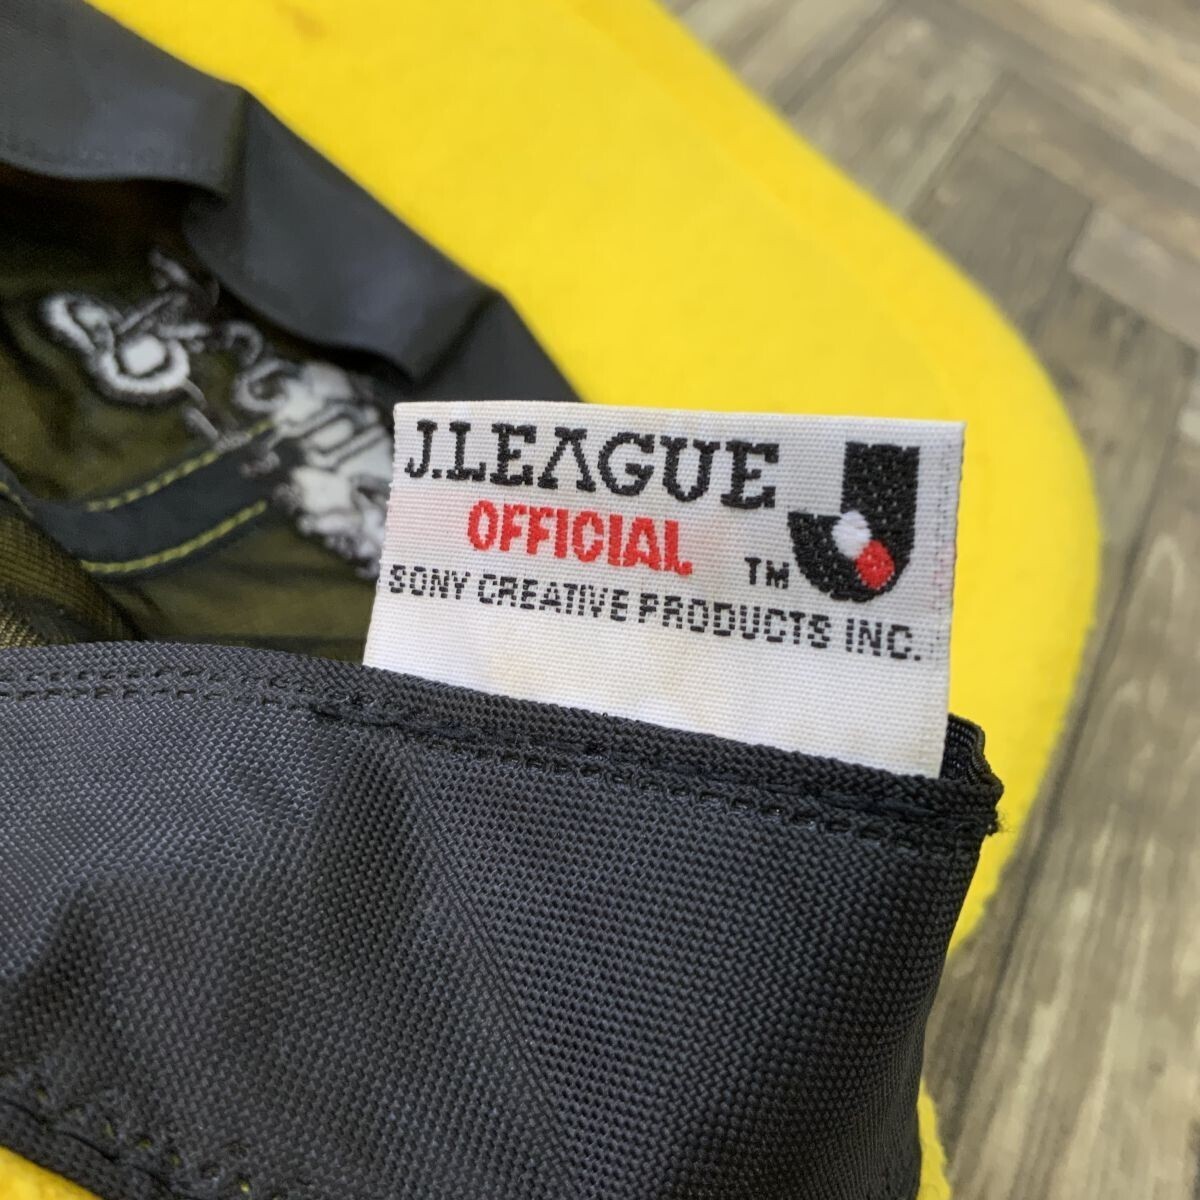 J.LEAGUE
OFFICIAL
TM
SONY CREATIVE PRODUCTS INC.